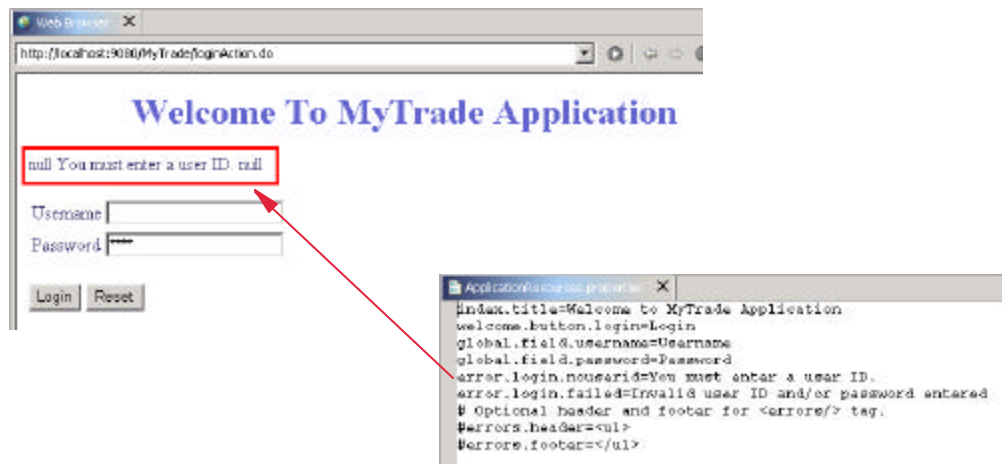 Web Browser
http://localhost:9080/MyTrade/loginAction.do
Welcome To MyTrade Application
null You must enter a user ID. null
Username
Password ****
Login Reset
ApplicationResources.properties
index.title=Welcome to MyTrade Application
welcome.button.login=Login
global.field.username=Username
global.field.password=Password
error.login.nouserid=You must enter a user ID.
error.login.failed=Invalid user ID and/or password entered
# Optional header and footer for <errors/> tag.
#errors.header=<ul>
#errors.footer=</ul>